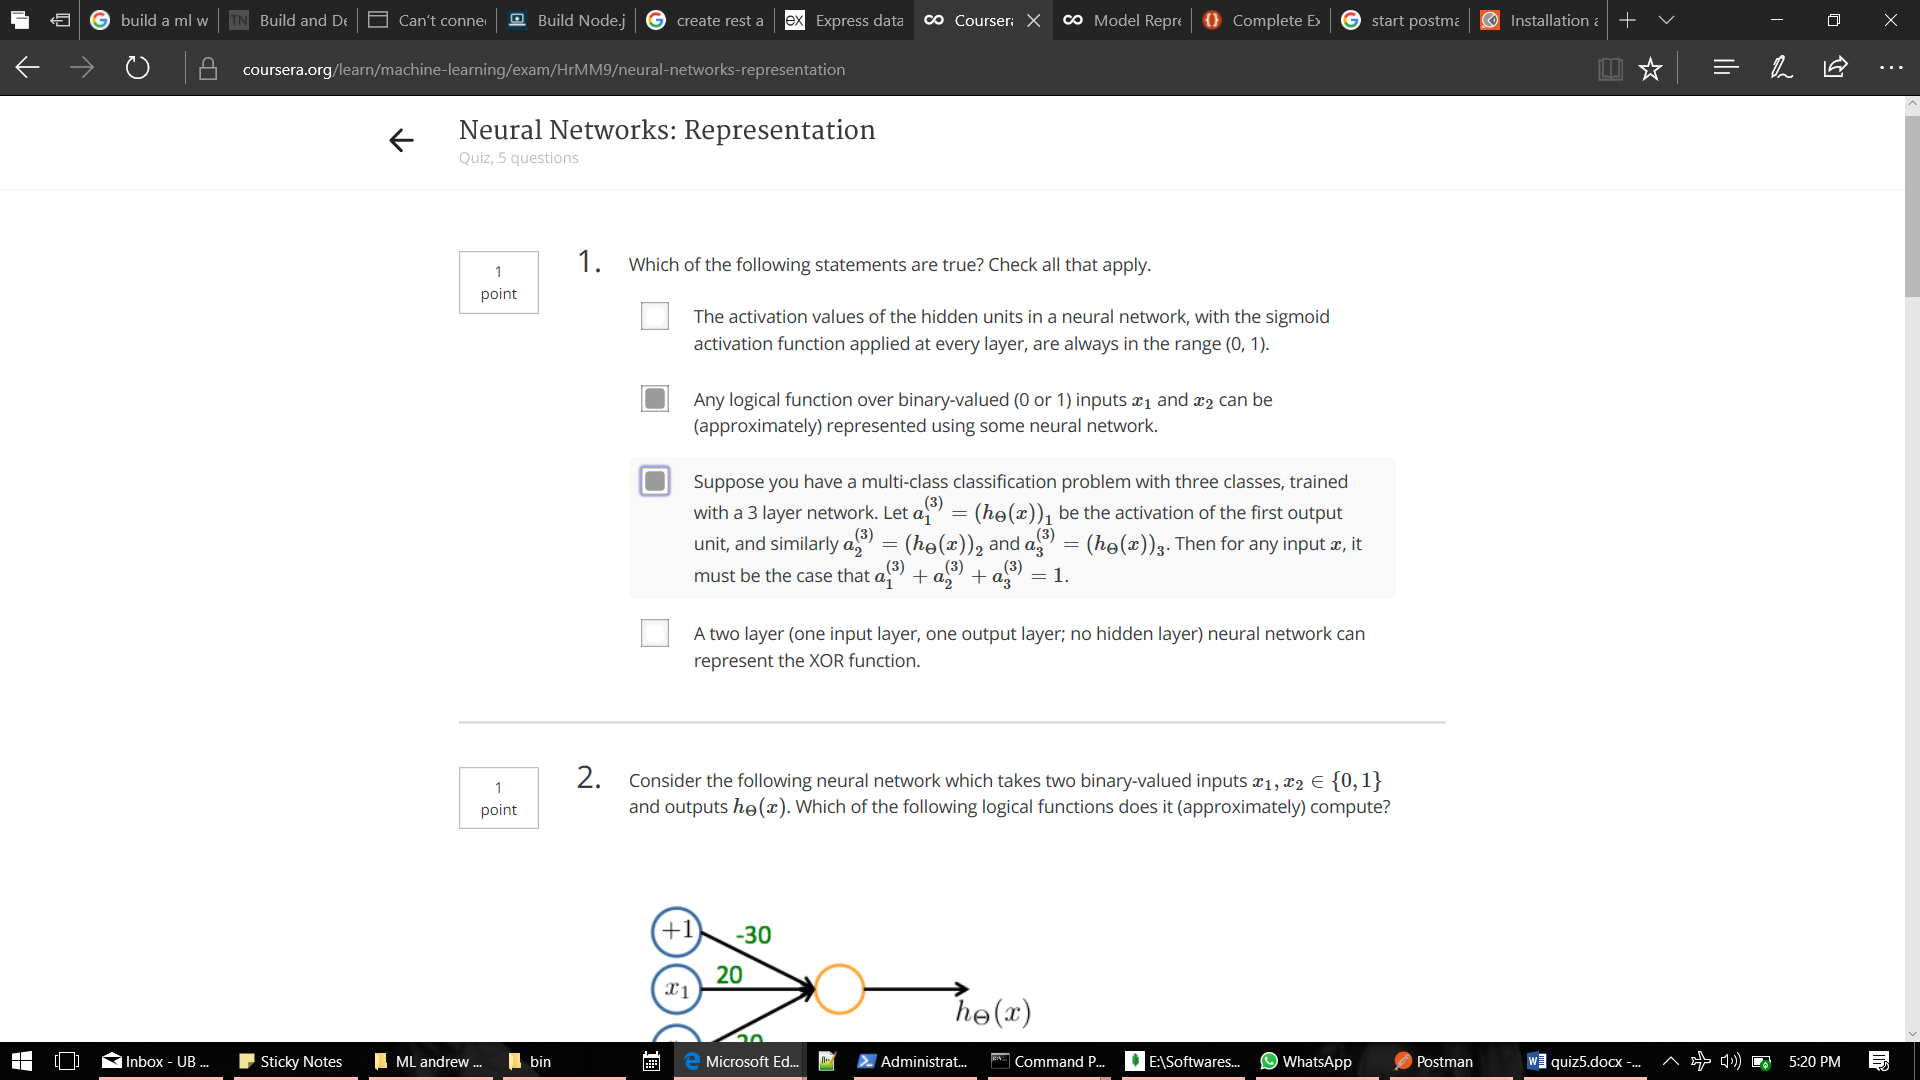 build a ml w
TN Build and De
Can't connec
Build Node.j
create rest a
ex Express data
Coursera
Model Repre
Complete Ex
start postma
Installation a
coursera.org/learn/machine-learning/exam/HrMM9/neural-networks-representation
Neural Networks: Representation
Quiz, 5 questions
1
point
1.
Which of the following statements are true? Check all that apply.
The activation values of the hidden units in a neural network, with the sigmoid
activation function applied at every layer, are always in the range (0, 1).
Any logical function over binary-valued (0 or 1) inputs x₁ and x₂ can be
(approximately) represented using some neural network.
Suppose you have a multi-class classification problem with three classes, trained
with a 3 layer network. Let a₁⁽³⁾ = (hΘ(x))₁ be the activation of the first output
unit, and similarly a₂⁽³⁾ = (hΘ(x))₂ and a₃⁽³⁾ = (hΘ(x))₃. Then for any input x, it
must be the case that a₁⁽³⁾ + a₂⁽³⁾ + a₃⁽³⁾ = 1.
A two layer (one input layer, one output layer; no hidden layer) neural network can
represent the XOR function.
1
point
2.
Consider the following neural network which takes two binary-valued inputs x₁, x₂ ∈ {0, 1}
and outputs hΘ(x). Which of the following logical functions does it (approximately) compute?
+1
-30
20
x₁
hΘ(x)
Inbox - UB ...
Sticky Notes
ML andrew ...
bin
Microsoft Ed...
Administrat...
Command P...
E:\Softwares...
WhatsApp
Postman
quiz5.docx -...
5:20 PM